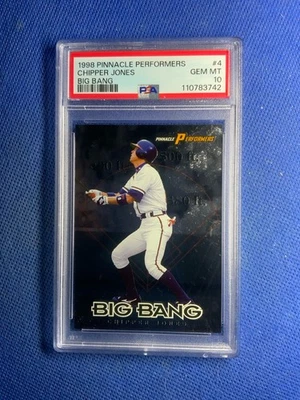 1998 PINNACLE PERFORMERS #4
CHIPPER JONES GEM MT
BIG BANG 10
PSA 110783742
PINNACLE PERFORMERS
BIG BANG
CHIPPER JONES